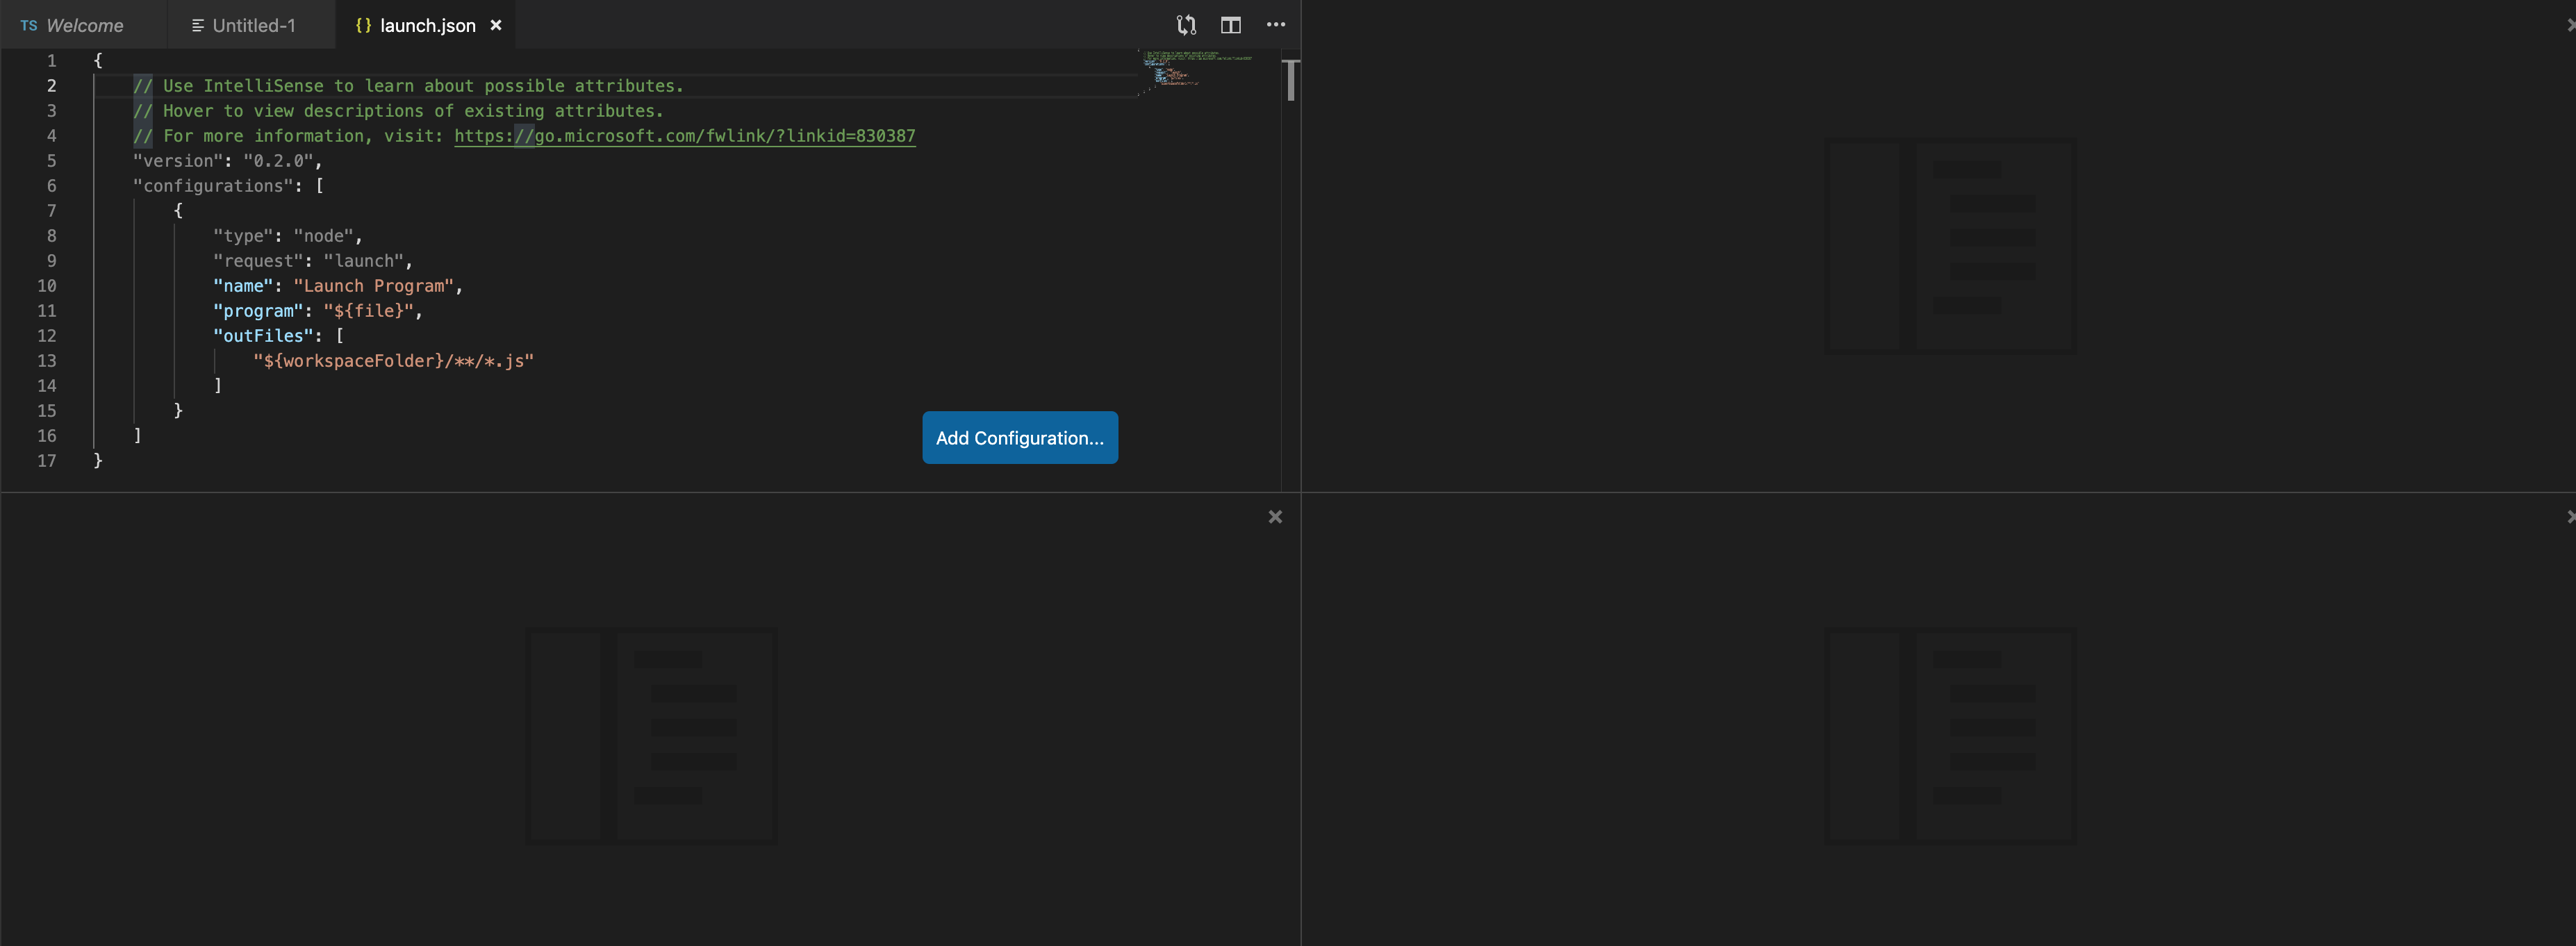 TS Welcome
Untitled-1
{} launch.json
1 {
2 // Use IntelliSense to learn about possible attributes.
3 // Hover to view descriptions of existing attributes.
4 // For more information, visit: https://go.microsoft.com/fwlink/?linkid=830387
5 "version": "0.2.0",
6 "configurations": [
7 {
8 "type": "node",
9 "request": "launch",
10 "name": "Launch Program",
11 "program": "${file}",
12 "outFiles": [
13 "${workspaceFolder}/**/*.js"
14 ]
15 }
16 ]
17 }
Add Configuration...